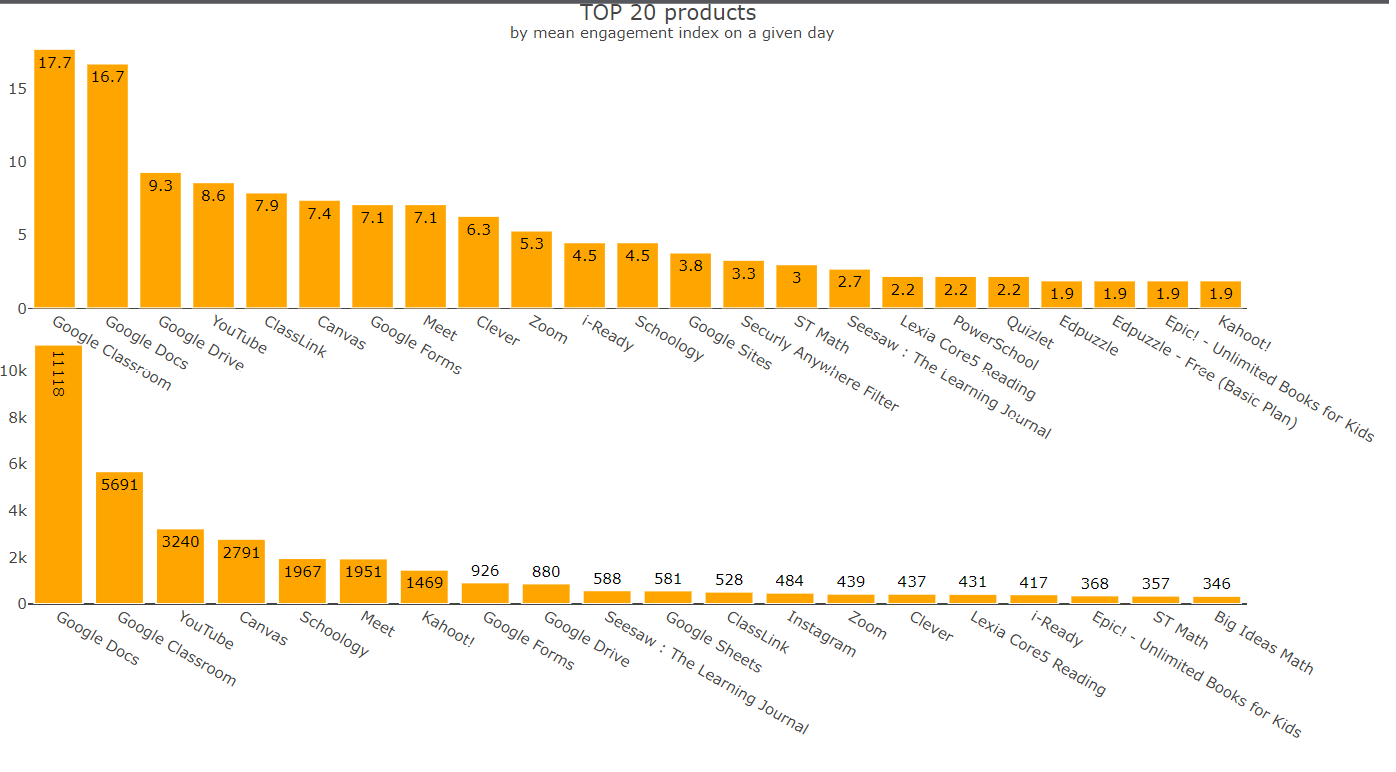 TOP 20 products
by mean engagement index on a given day
15
10
5
0
17.7
16.7
9.3
8.6
7.9
7.4
7.1
7.1
6.3
5.3
4.5
4.5
3.8
3.3
3
2.7
2.2
2.2
2.2
1.9
1.9
1.9
1.9
Google Classroom
Google Docs
Google Drive
YouTube
ClassLink
Canvas
Google Forms
Meet
Clever
Zoom
i-Ready
Schoology
Google Sites
Securly Anywhere Filter
ST Math
Seesaw : The Learning Journal
Lexia Core5 Reading
PowerSchool
Quizlet
Edpuzzle
Edpuzzle - Free (Basic Plan)
Epic! - Unlimited Books for Kids
Kahoot!
10k
8k
6k
4k
2k
0
11118
5691
3240
2791
1967
1951
1469
926
880
588
581
528
484
439
437
431
417
368
357
346
Google Docs
Google Classroom
YouTube
Canvas
Schoology
Meet
Kahoot!
Google Forms
Google Drive
Seesaw : The Learning Journal
Google Sheets
ClassLink
Instagram
Zoom
Clever
Lexia Core5 Reading
i-Ready
Epic! - Unlimited Books for Kids
ST Math
Big Ideas Math